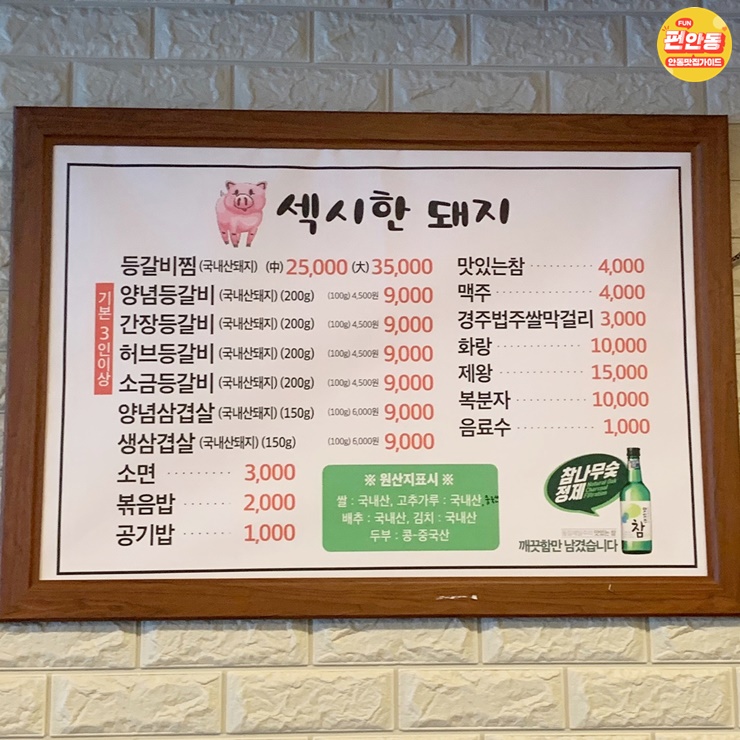 FUN
편안동
안동맛집가이드
섹시한 돼지
등갈비찜 (국내산돼지) (中) 25,000 (大) 35,000
기본 3인이상
양념등갈비 (국내산돼지) (200g) (100g) 4,500원 9,000
간장등갈비 (국내산돼지) (200g) (100g) 4,500원 9,000
허브등갈비 (국내산돼지) (200g) (100g) 4,500원 9,000
소금등갈비 (국내산돼지) (200g) (100g) 4,500원 9,000
양념삼겹살 (국내산돼지) (150g) (100g) 6,000원 9,000
생삼겹살 (국내산돼지) (150g) (100g) 6,000원 9,000
소면 ········ 3,000
볶음밥 ······ 2,000
공기밥 ······ 1,000
맛있는참 ········ 4,000
맥주 ············ 4,000
경주법주쌀막걸리 3,000
화랑 ············ 10,000
제왕 ············ 15,000
복분자 ·········· 10,000
음료수 ·········· 1,000
※ 원산지표시 ※
쌀 : 국내산, 고추가루 : 국내산,
배추 : 국내산, 김치 : 국내산
두부 : 콩-중국산
참나무숯
정제 Natural Oak Charcoal Filtration
참
깨끗함만 남겼습니다